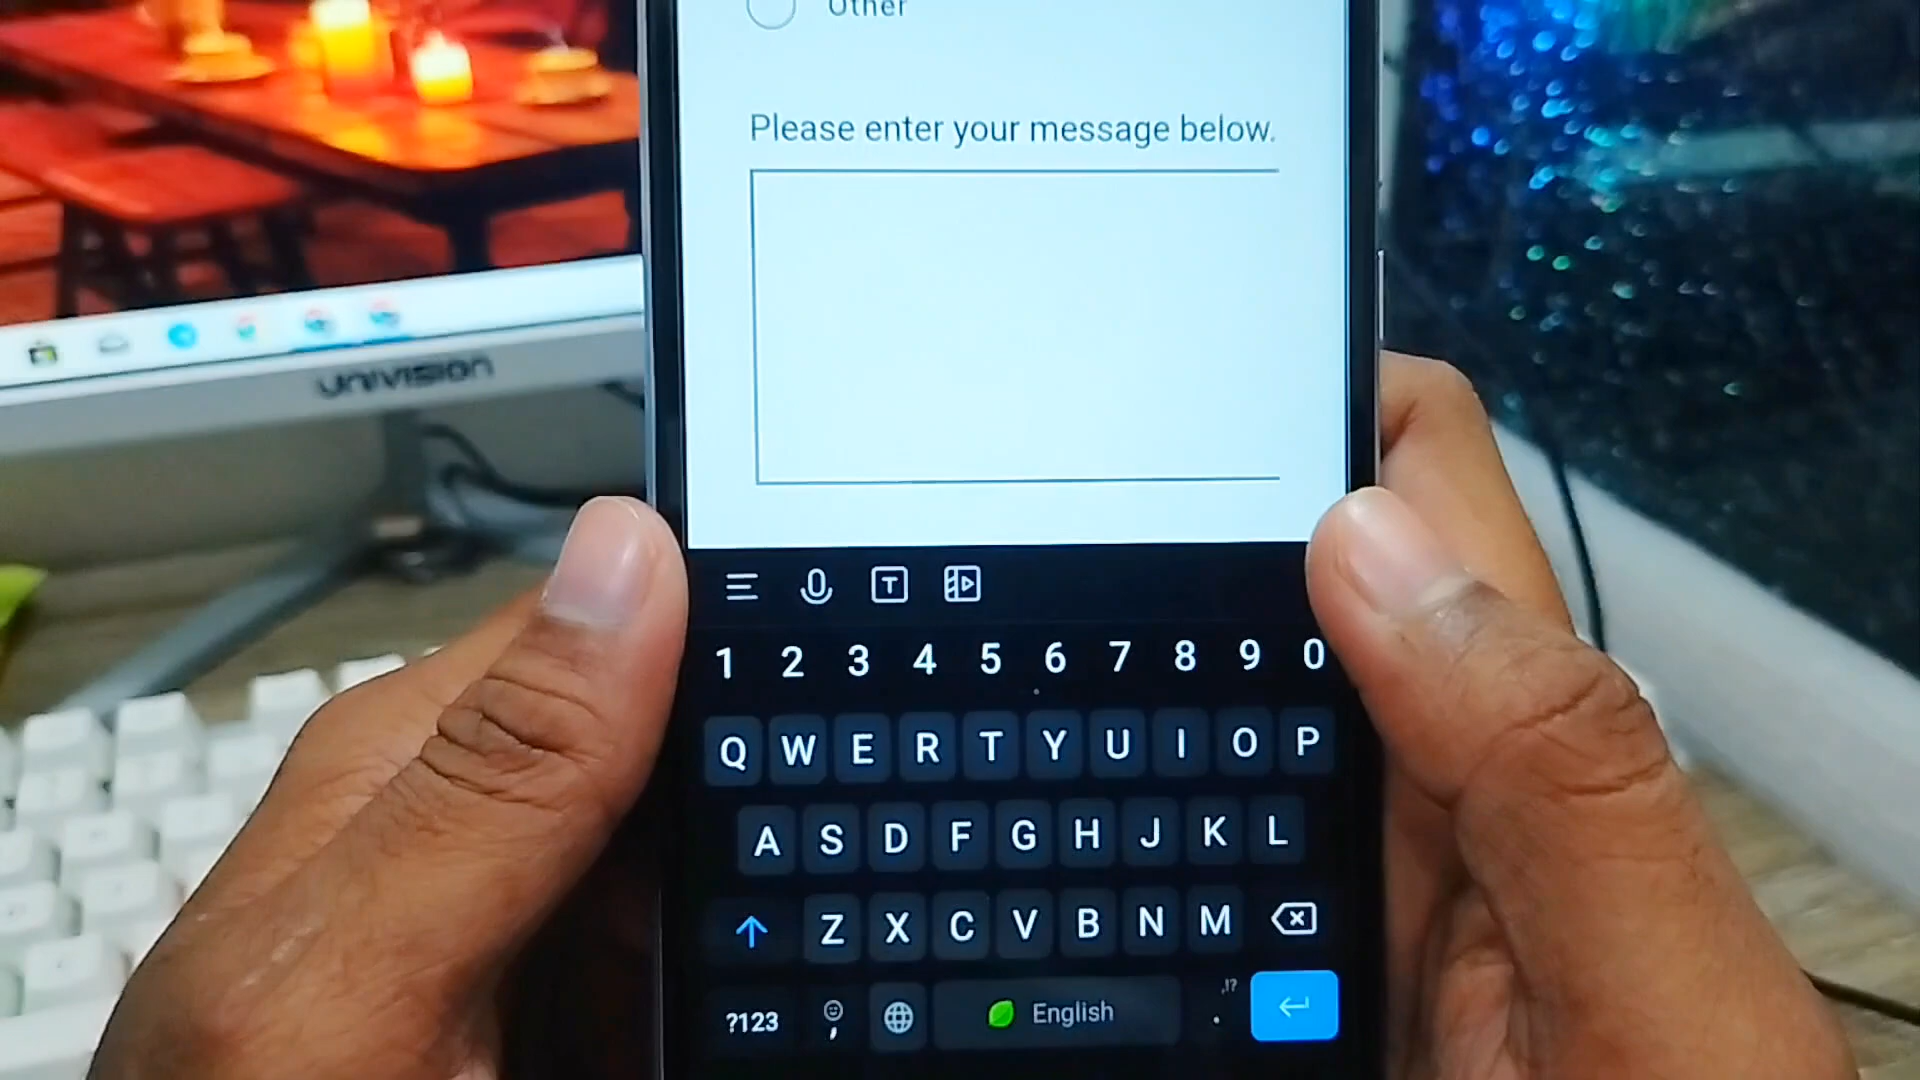 Other
Please enter your message below.
UNIVISION
T
1 2 3 4 5 6 7 8 9 0
Q W E R T Y U I O P
A S D F G H J K L
Z X C V B N M
?123 , English ,!? .